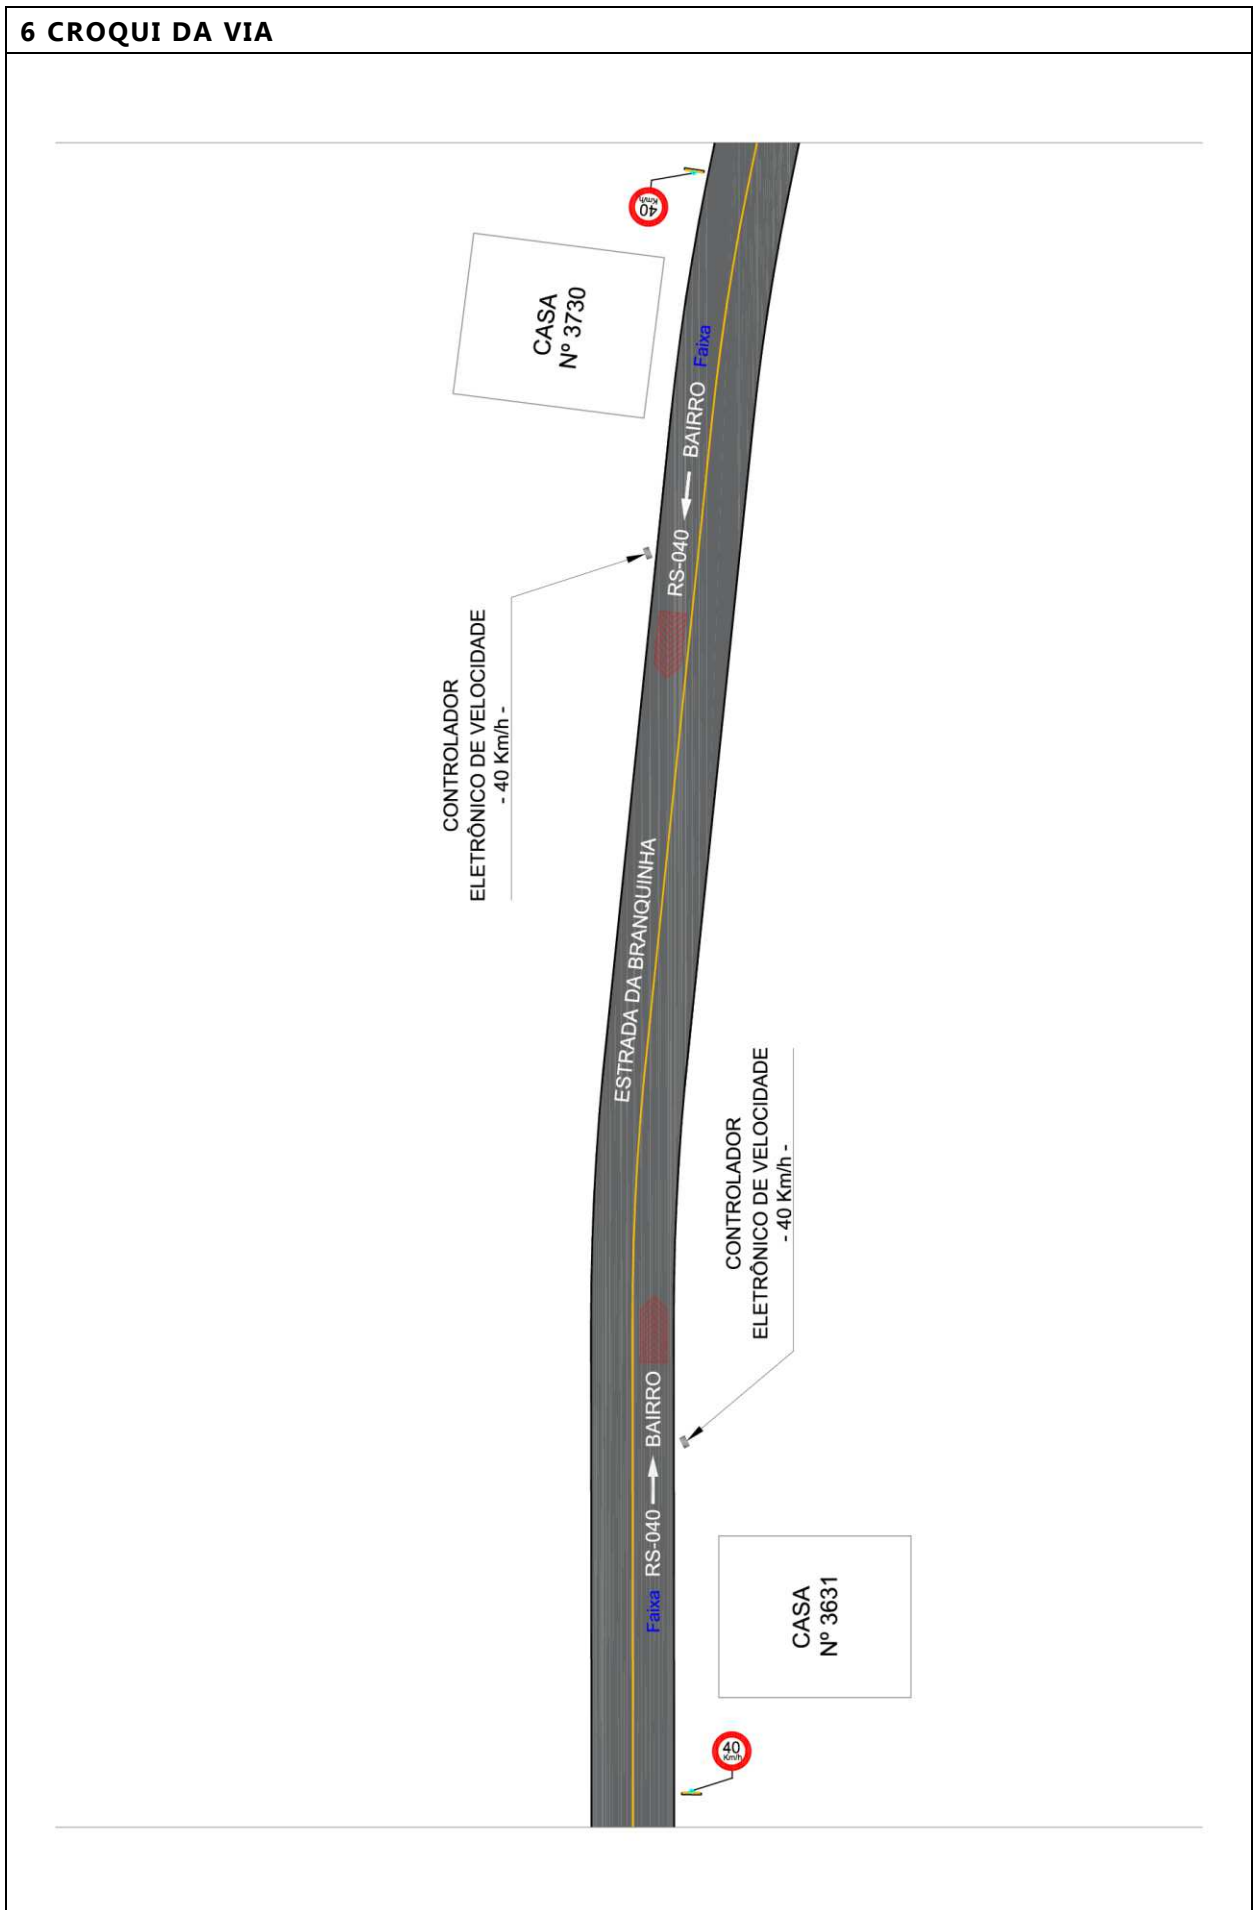 6 CROQUI DA VIA
40
Km/h
CASA
Nº 3730
Faixa
RS-040 BAIRRO
CONTROLADOR
ELETRÔNICO DE VELOCIDADE
- 40 Km/h -
ESTRADA DA BRANQUINHA
CONTROLADOR
ELETRÔNICO DE VELOCIDADE
- 40 Km/h -
Faixa
RS-040 BAIRRO
CASA
Nº 3631
40
Km/h